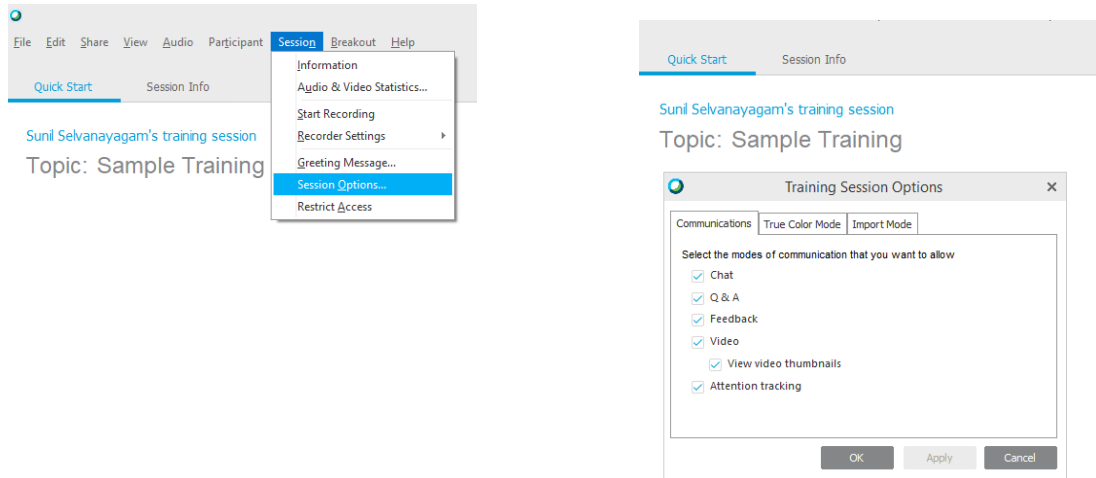 File Edit Share View Audio Participant Session Breakout Help
Information
Audio & Video Statistics...
Start Recording
Recorder Settings
Greeting Message...
Session Options...
Restrict Access
Quick Start Session Info
Sunil Selvanayagam's training session
Topic: Sample Training
Quick Start Session Info
Sunil Selvanayagam's training session
Topic: Sample Training
Training Session Options
Communications True Color Mode Import Mode
Select the modes of communication that you want to allow
Chat
Q & A
Feedback
Video
View video thumbnails
Attention tracking
OK Apply Cancel